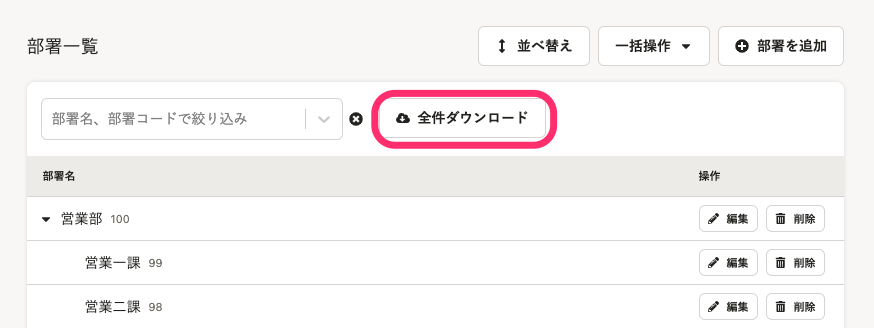 部署一覧
並べ替え 一括操作 部署を追加
部署名、部署コードで絞り込み 全件ダウンロード
部署名 操作
営業部 100 編集 削除
営業一課 99 編集 削除
営業二課 98 編集 削除